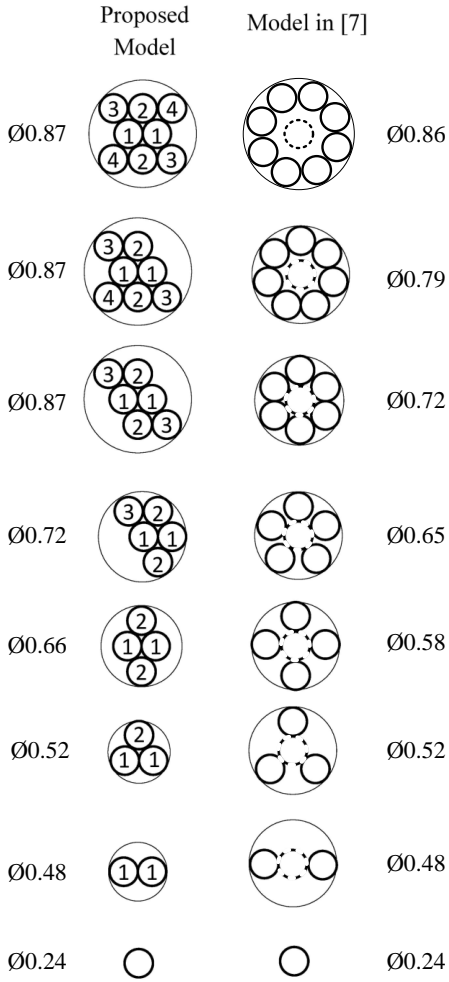 Proposed
Model
Model in [7]
Ø0.87
3 2 4
1 1
4 2 3
Ø0.86
Ø0.87
3 2
1 1
4 2 3
Ø0.79
Ø0.87
3 2
1 1
2 3
Ø0.72
Ø0.72
3 2
1 1
2
Ø0.65
Ø0.66
2
1 1
2
Ø0.58
Ø0.52
2
1 1
Ø0.52
Ø0.48
1 1
Ø0.48
Ø0.24
Ø0.24